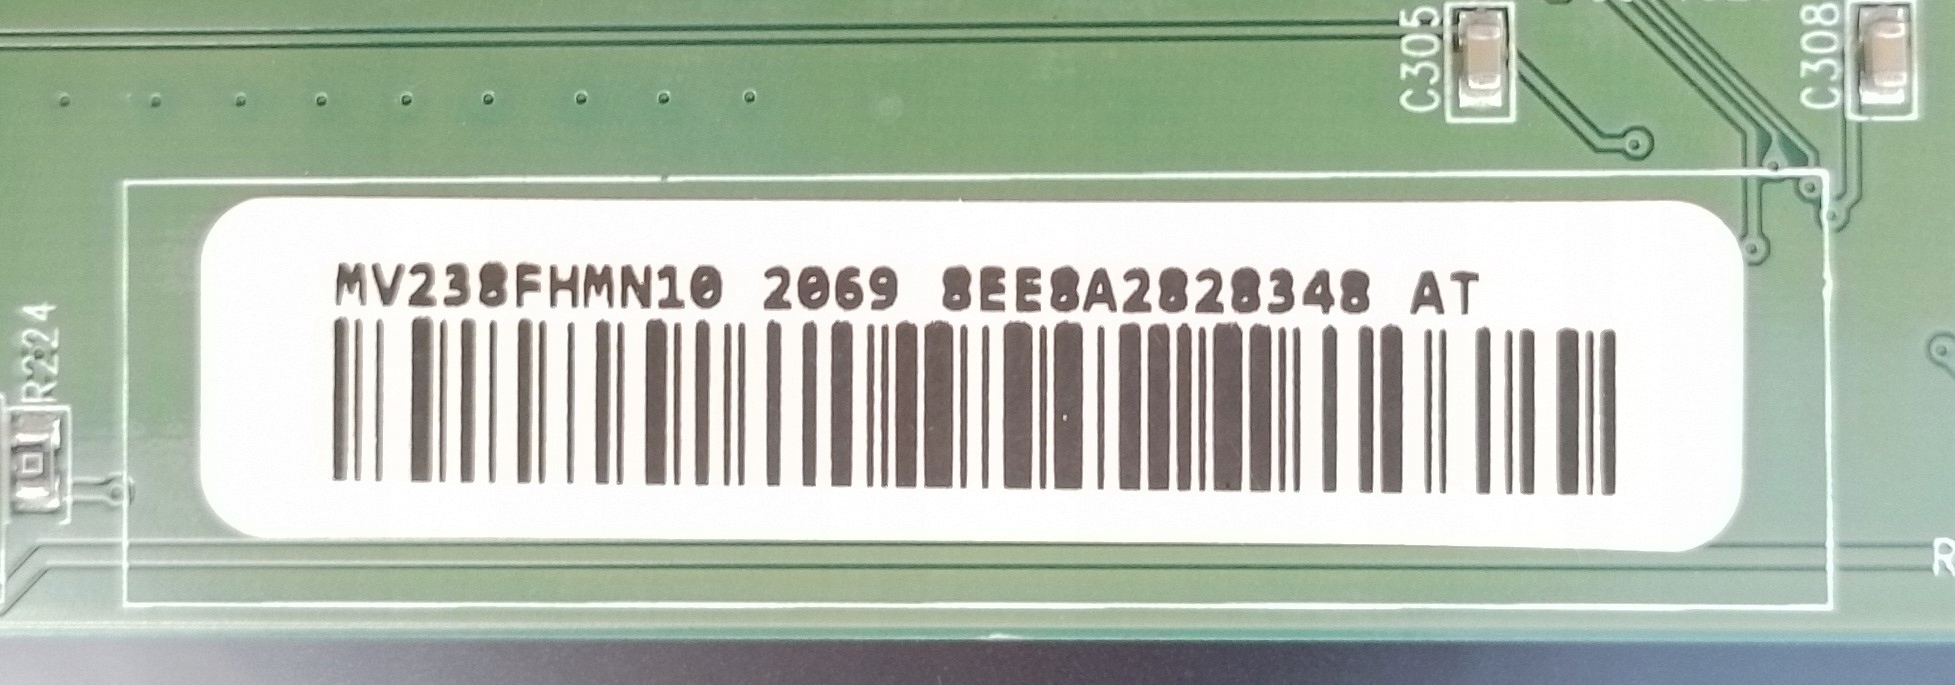 C305
C308
MV238FHMN10 2069 8EE8A2828348 AT
R224
R